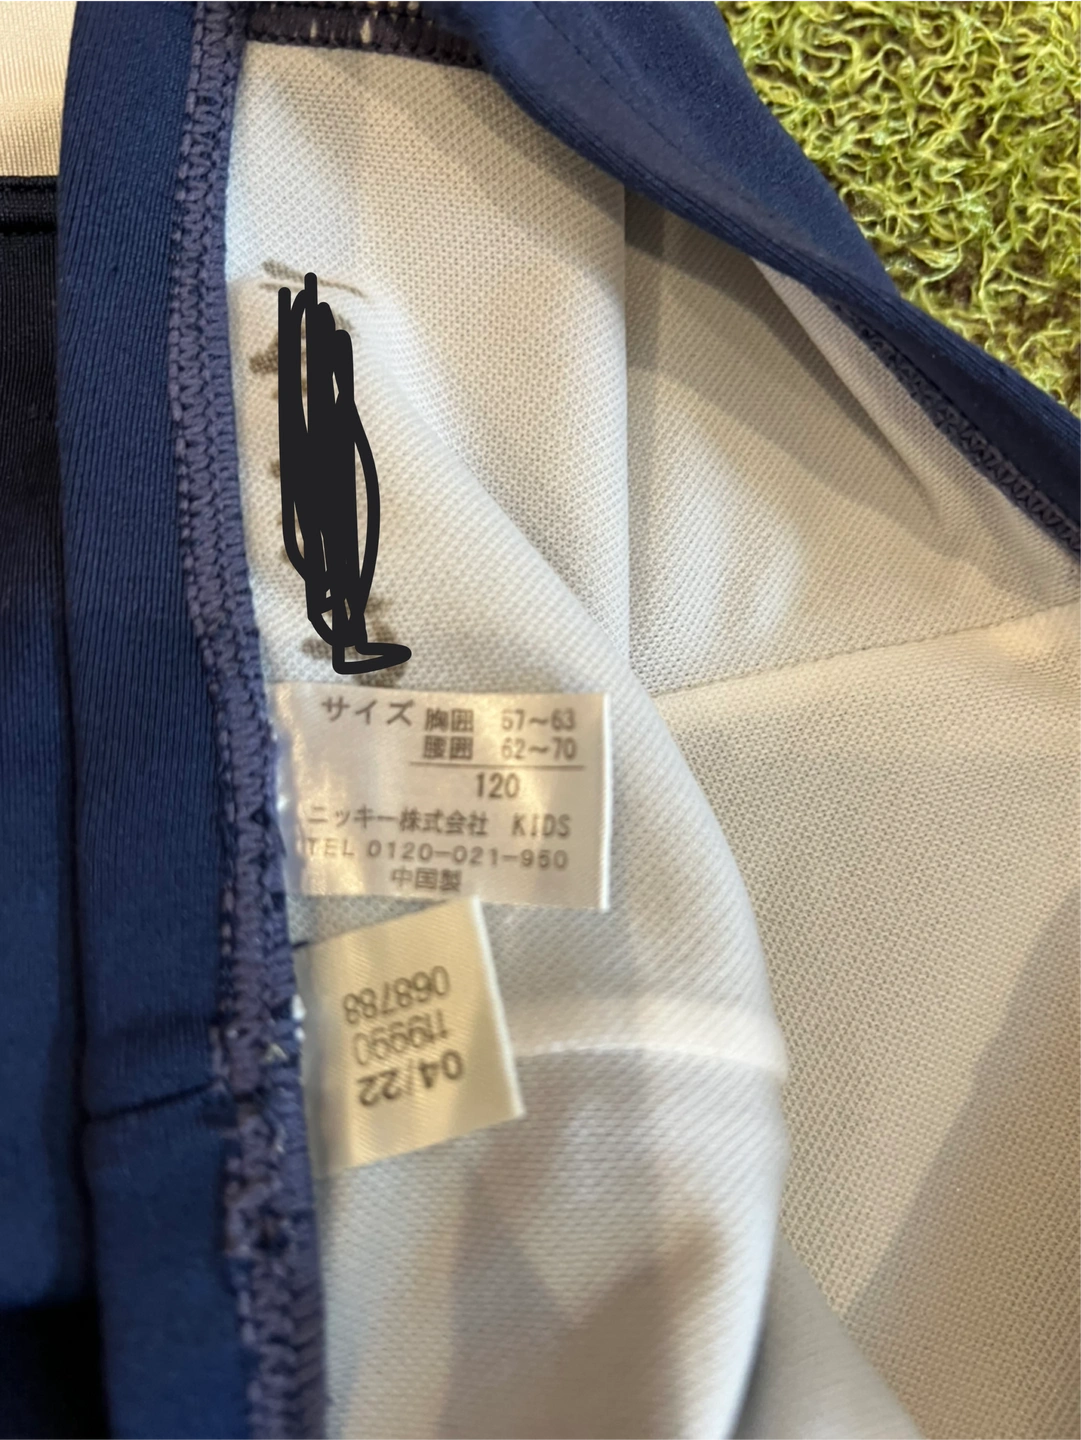 サイズ 胸囲 57~63
腰囲 62~70
120
ニッキー株式会社 KIDS
TEL 0120-021-950
中国製
04/22
119990
068788